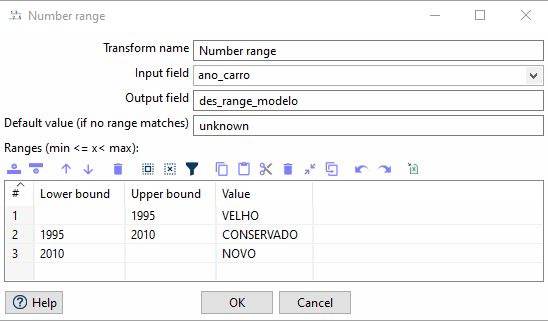 Number range
Transform name Number range
Input field ano_carro
Output field des_range_modelo
Default value (if no range matches) unknown
Ranges (min <= x< max):
# Lower bound Upper bound Value
1 1995 VELHO
2 1995 2010 CONSERVADO
3 2010 NOVO
Help OK Cancel